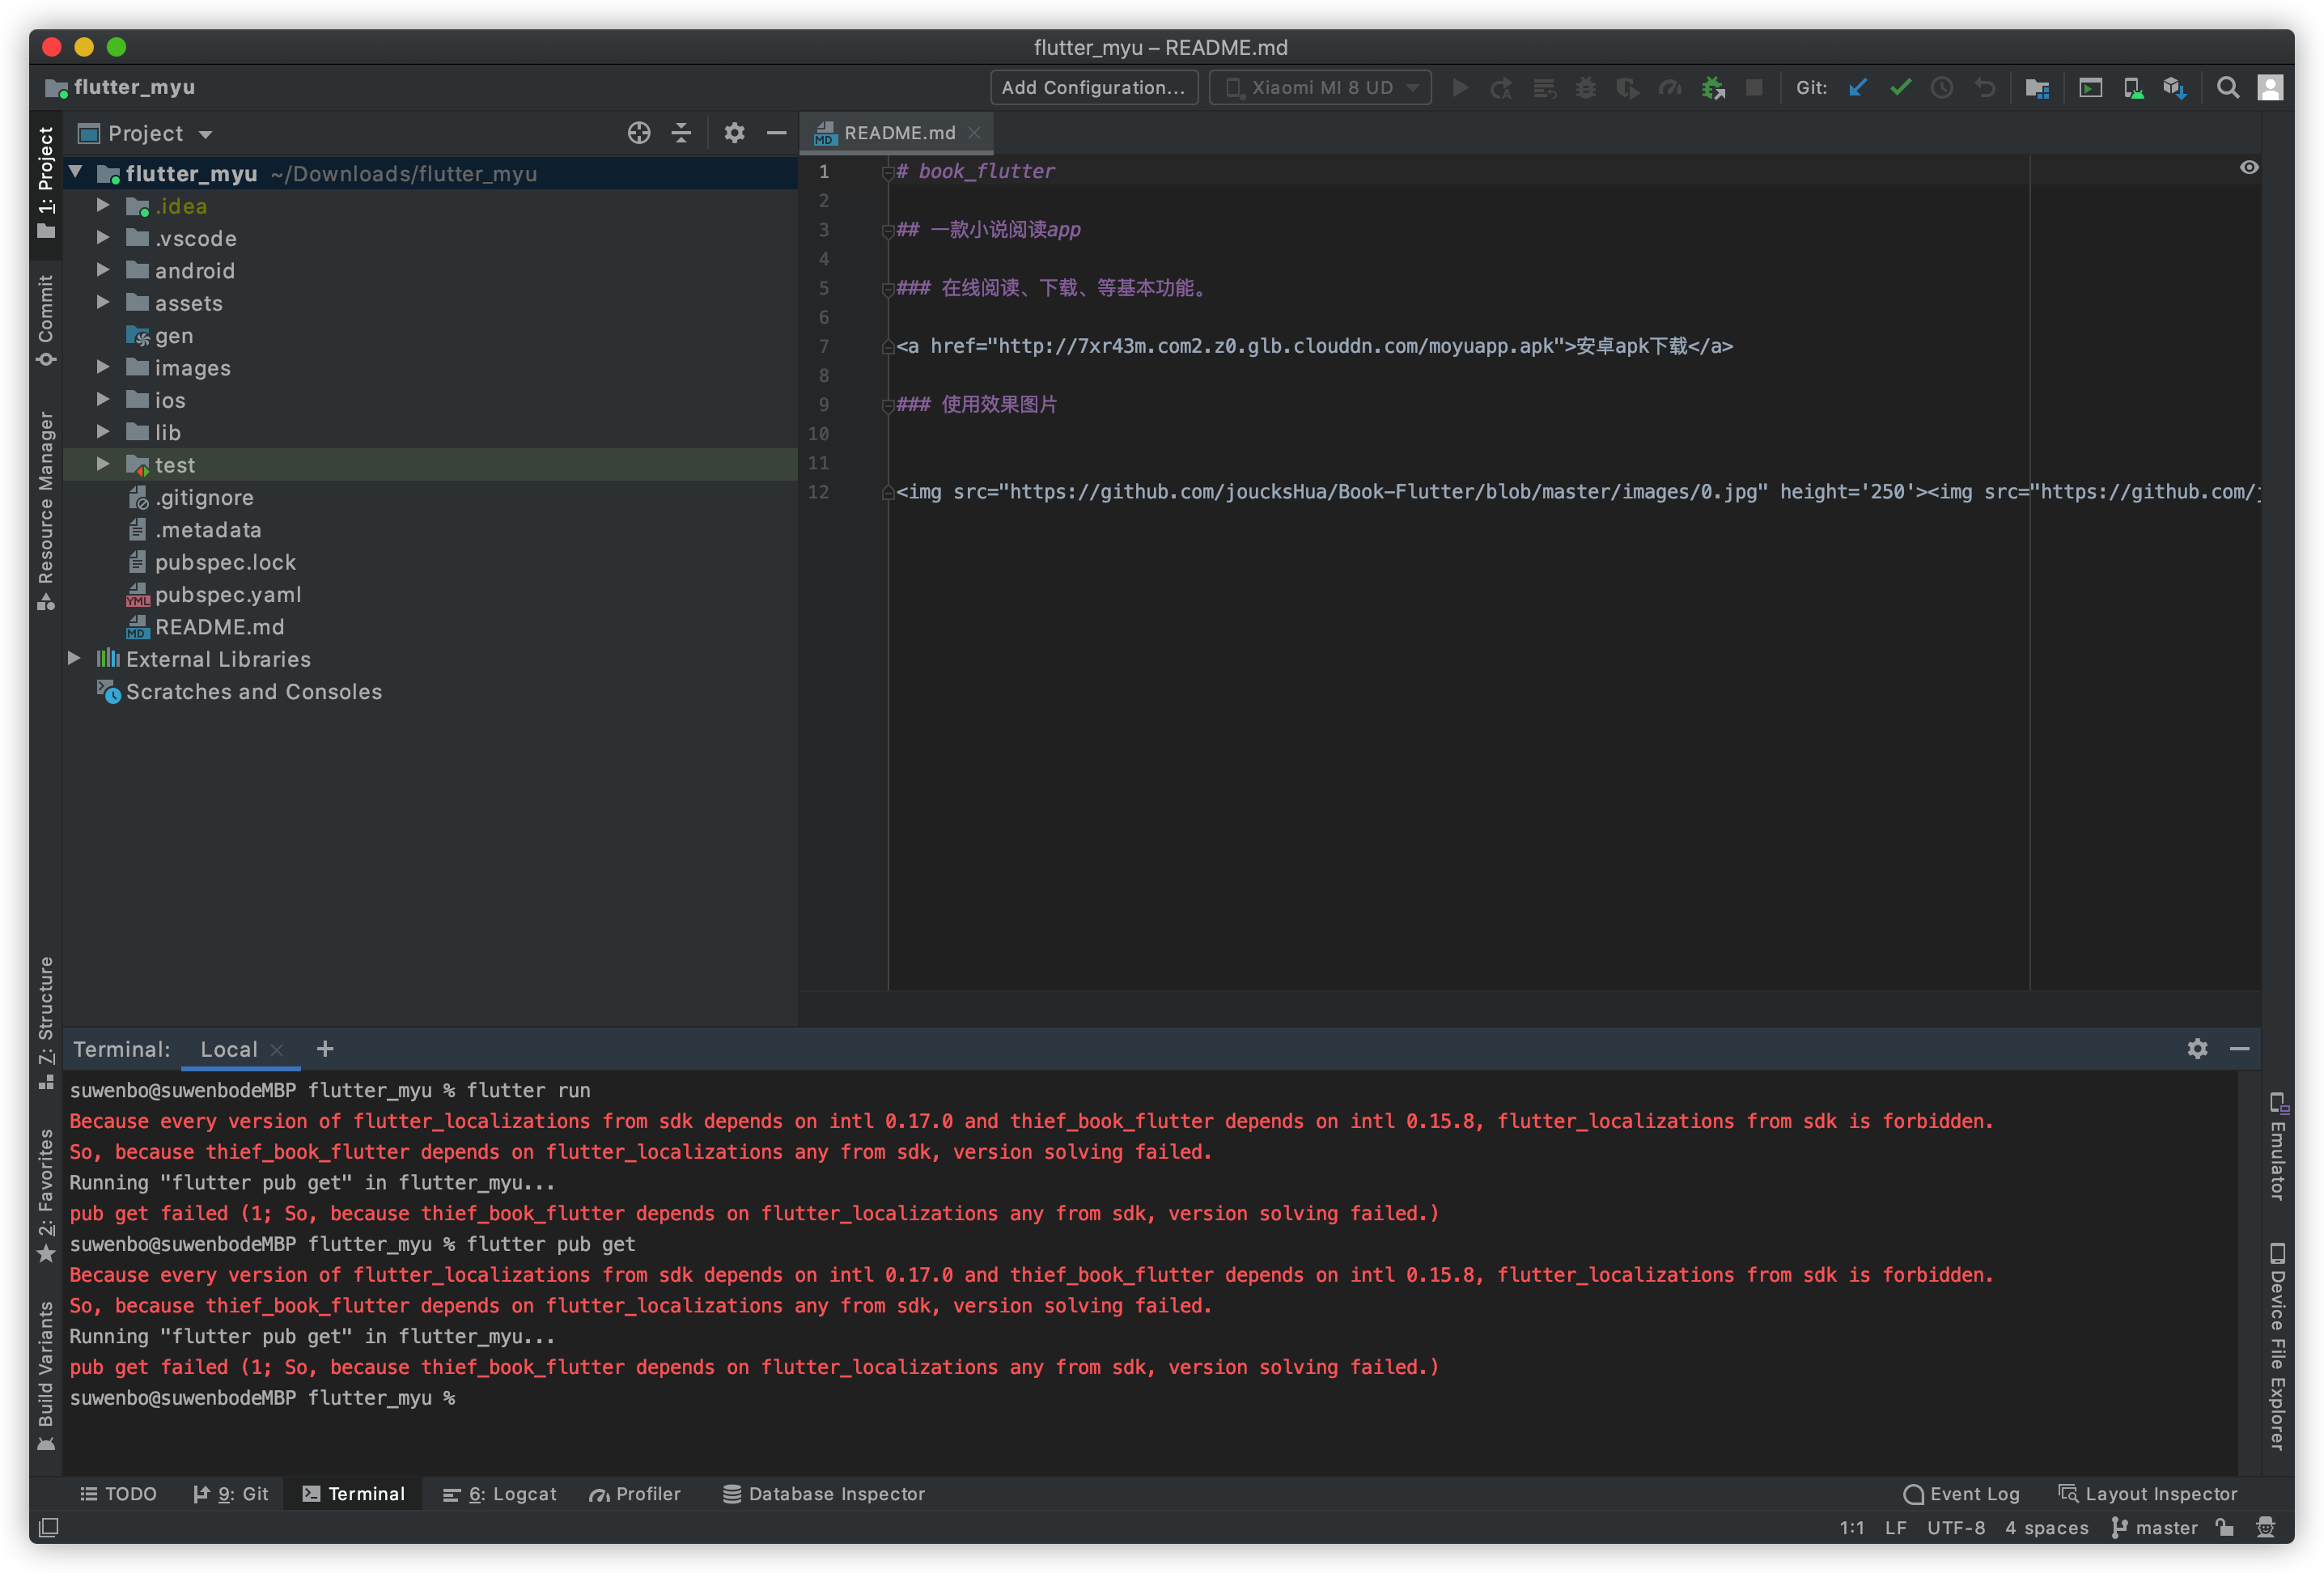 flutter_myu – README.md
flutter_myu
Add Configuration...
Xiaomi MI 8 UD
Git:
1: Project
Commit
Resource Manager
Z: Structure
2: Favorites
Build Variants
Project
flutter_myu ~/Downloads/flutter_myu
.idea
.vscode
android
assets
gen
images
ios
lib
test
.gitignore
.metadata
pubspec.lock
YML pubspec.yaml
MD README.md
External Libraries
Scratches and Consoles
MD README.md
1 # book_flutter
2
3 ## 一款小说阅读app
4
5 ### 在线阅读、下载、等基本功能。
6
7 <a href="http://7xr43m.com2.z0.glb.clouddn.com/moyuapp.apk">安卓apk下载</a>
8
9 ### 使用效果图片
10
11
12 <img src="https://github.com/joucksHua/Book-Flutter/blob/master/images/0.jpg" height='250'><img src="https://github.com/j
Terminal: Local
suwenbo@suwenbodeMBP flutter_myu % flutter run
Because every version of flutter_localizations from sdk depends on intl 0.17.0 and thief_book_flutter depends on intl 0.15.8, flutter_localizations from sdk is forbidden.
So, because thief_book_flutter depends on flutter_localizations any from sdk, version solving failed.
Running "flutter pub get" in flutter_myu...
pub get failed (1; So, because thief_book_flutter depends on flutter_localizations any from sdk, version solving failed.)
suwenbo@suwenbodeMBP flutter_myu % flutter pub get
Because every version of flutter_localizations from sdk depends on intl 0.17.0 and thief_book_flutter depends on intl 0.15.8, flutter_localizations from sdk is forbidden.
So, because thief_book_flutter depends on flutter_localizations any from sdk, version solving failed.
Running "flutter pub get" in flutter_myu...
pub get failed (1; So, because thief_book_flutter depends on flutter_localizations any from sdk, version solving failed.)
suwenbo@suwenbodeMBP flutter_myu %
Emulator
Device File Explorer
TODO
9: Git
Terminal
6: Logcat
Profiler
Database Inspector
Event Log
Layout Inspector
1:1 LF UTF-8 4 spaces master